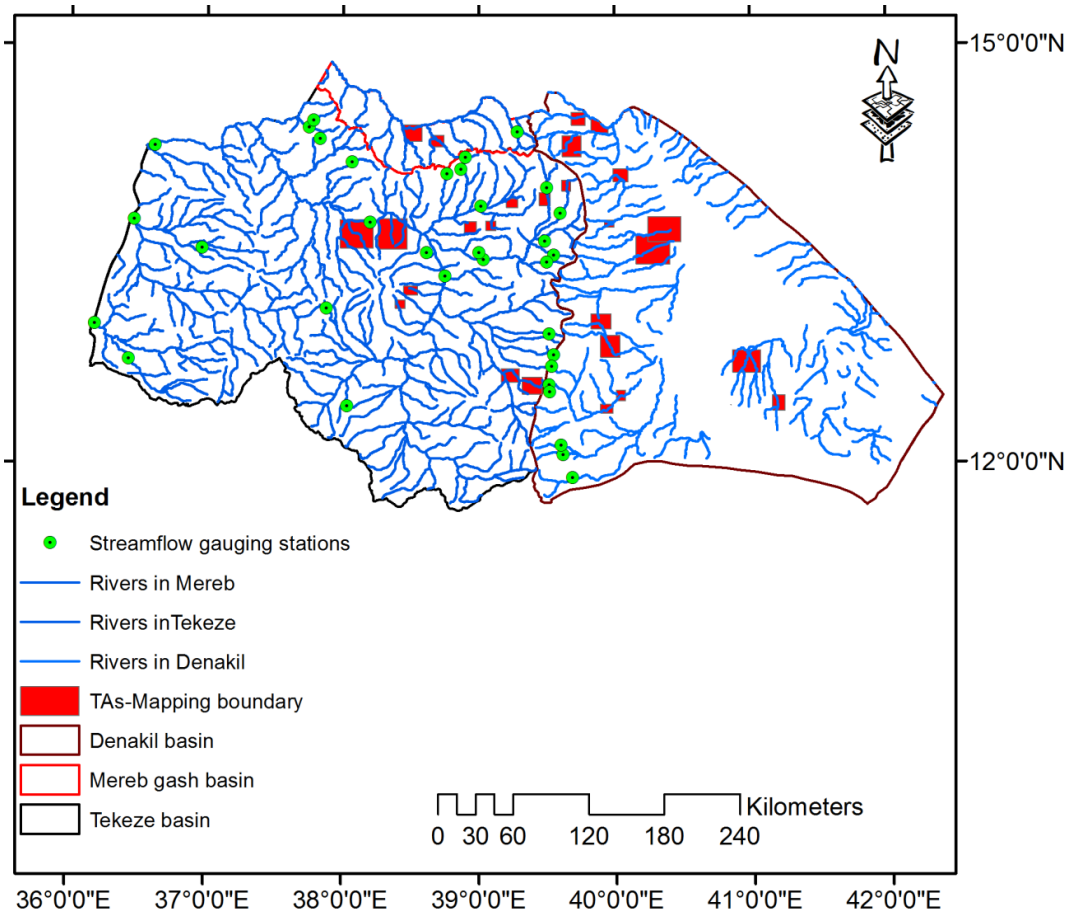 N
15°0'0"N
12°0'0"N
Legend
Streamflow gauging stations
Rivers in Mereb
Rivers inTekeze
Rivers in Denakil
TAs-Mapping boundary
Denakil basin
Mereb gash basin
Tekeze basin
Kilometers
0 30 60 120 180 240
36°0'0"E 37°0'0"E 38°0'0"E 39°0'0"E 40°0'0"E 41°0'0"E 42°0'0"E